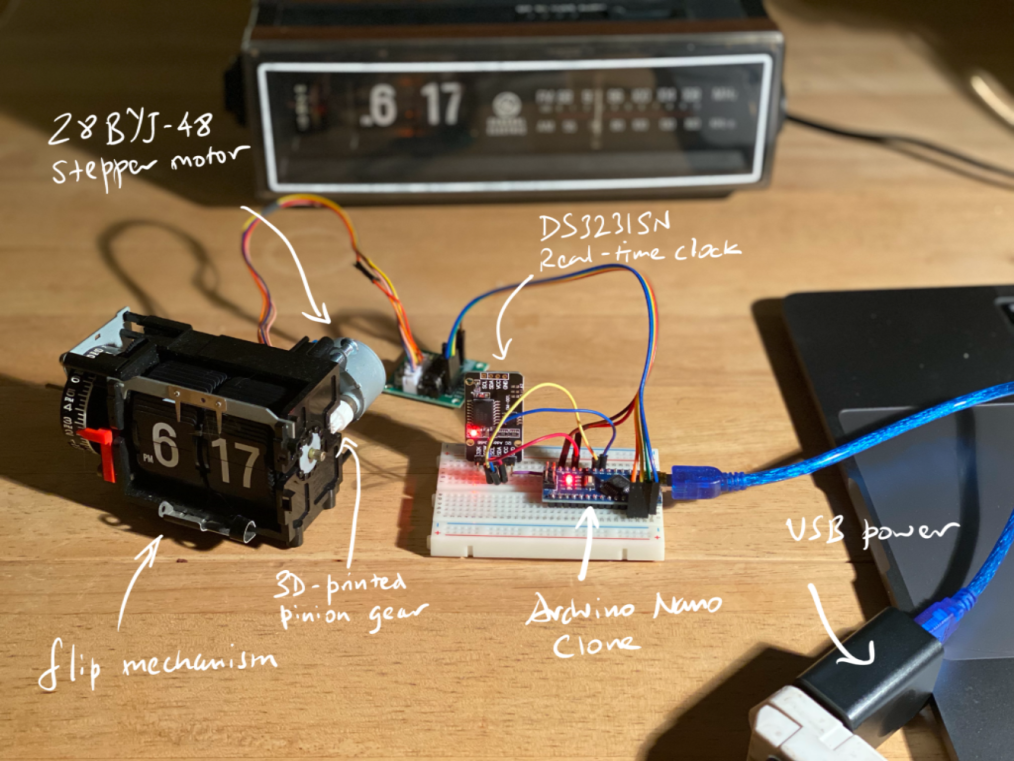 .6 17
28BYJ-48
stepper motor
DS3231SN
Real-time clock
6 17
PM
3D-printed
pinion gear
flip mechanism
Arduino Nano
Clone
USB power